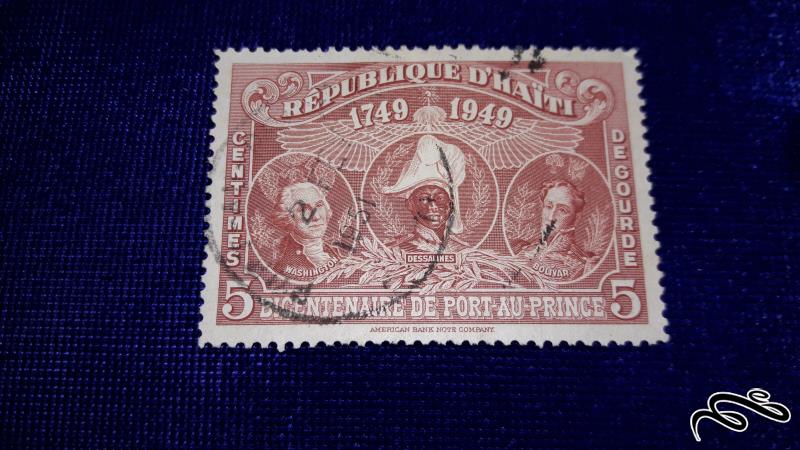 RÉPUBLIQUE D'HAÏTI
1749 1949
CENTIMES
DE GOURDE
WASHINGTON
DESSALINES
BOLIVAR
5 BICENTENAIRE DE PORT-AU-PRINCE 5
AMERICAN BANK NOTE COMPANY.